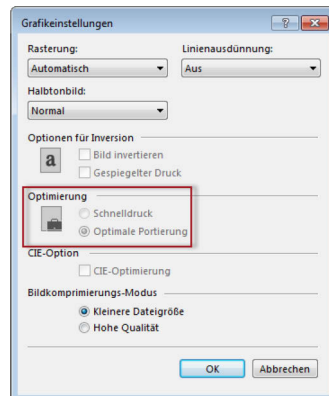 Grafikeinstellungen
Rasterung: Linienausdünnung:
Automatisch Aus
Halbtonbild:
Normal
Optionen für Inversion
a
Bild invertieren
Gespiegelter Druck
Optimierung
Schnelldruck
Optimale Portierung
CIE-Option
CIE-Optimierung
Bildkomprimierungs-Modus
Kleinere Dateigröße
Hohe Qualität
OK Abbrechen